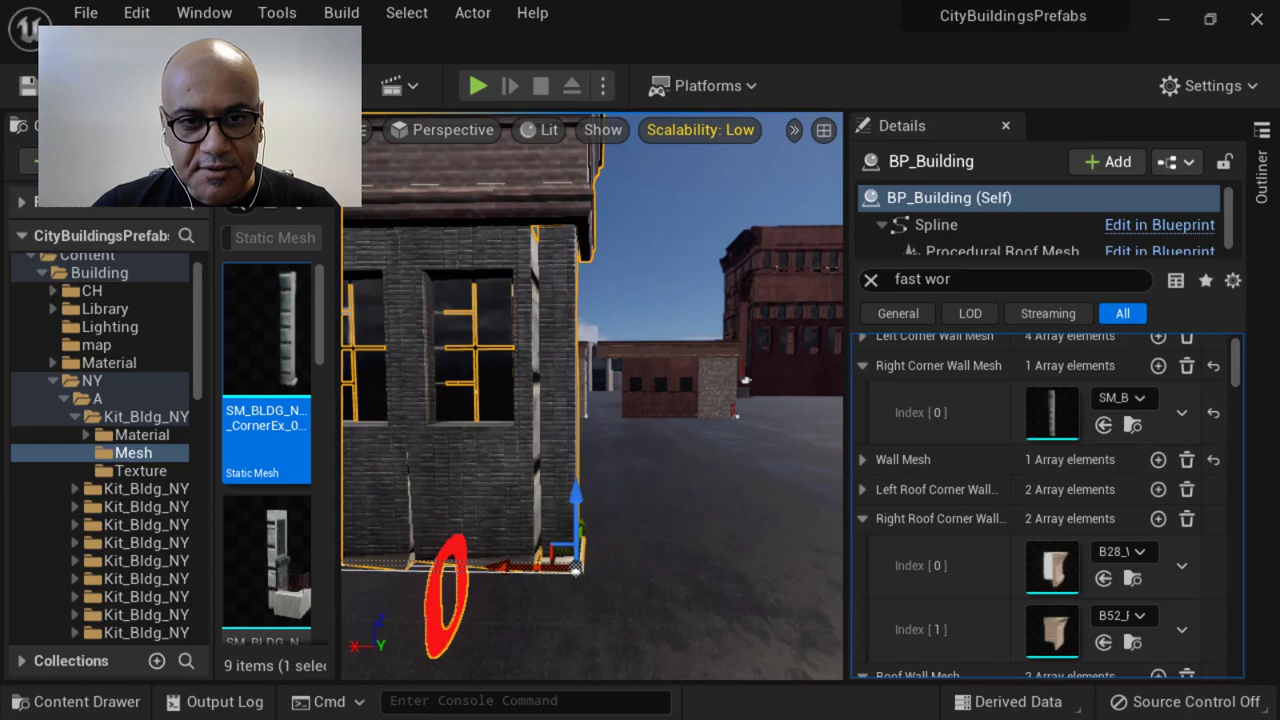 File Edit Window Tools Build Select Actor Help
CityBuildingsPrefabs
Platforms
Settings
Perspective
Lit
Show
Scalability: Low
Details
BP_Building
Add
BP_Building (Self)
Spline
Edit in Blueprint
Procedural Roof Mesh
Edit in Blueprint
Outliner
CityBuildingsPrefabs
Content
Building
CH
Library
Lighting
map
Material
NY
A
Kit_Bldg_NY
Material
Mesh
Texture
Kit_Bldg_NY
Kit_Bldg_NY
Kit_Bldg_NY
Kit_Bldg_NY
Kit_Bldg_NY
Kit_Bldg_NY
Kit_Bldg_NY
Kit_Bldg_NY
Kit_Bldg_NY
Collections
Static Mesh
SM_BLDG_N...
_CornerEx_0...
Static Mesh
SM_BLDG_N
9 items (1 selec
X
Z
Y
fast wor
General
LOD
Streaming
All
Left Corner Wall Mesh
4 Array elements
Right Corner Wall Mesh
1 Array elements
Index [ 0 ]
SM_B
Wall Mesh
1 Array elements
Left Roof Corner Wall...
2 Array elements
Right Roof Corner Wall...
2 Array elements
Index [ 0 ]
B28_\
Index [ 1 ]
B52_F
Roof Wall Mesh
2 Array elements
Content Drawer
Output Log
Cmd
Enter Console Command
Derived Data
Source Control Off